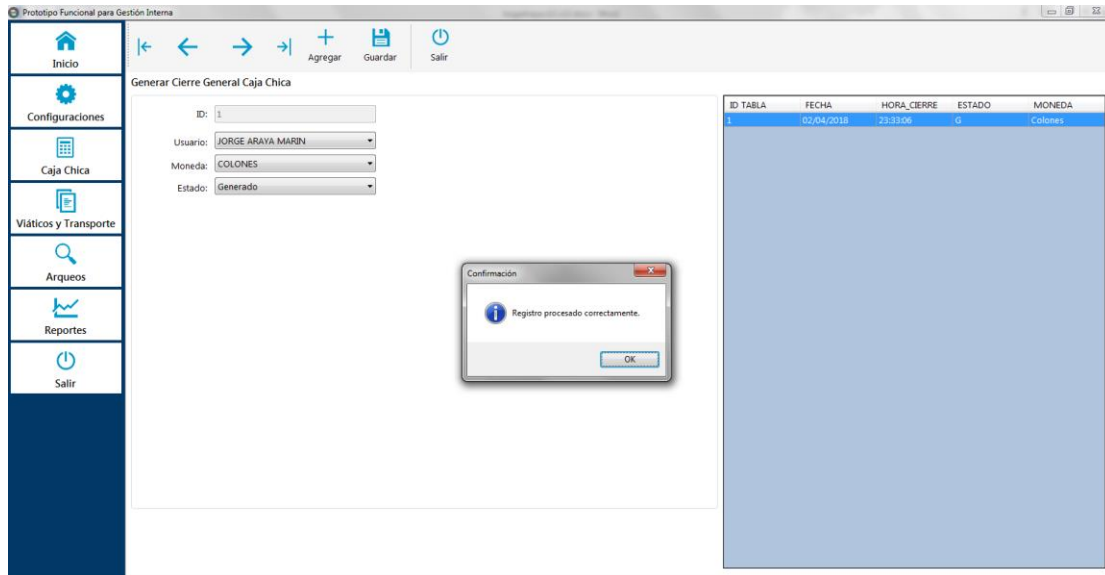 Prototipo Funcional para Gestión Interna
Inicio
Configuraciones
Caja Chica
Viáticos y Transporte
Arqueos
Reportes
Salir
Agregar Guardar Salir
Generar Cierre General Caja Chica
ID: 1
Usuario: JORGE ARAYA MARIN
Moneda: COLONES
Estado: Generado
Confirmación
Registro procesado correctamente.
OK
ID TABLA FECHA HORA_CIERRE ESTADO MONEDA
1 02/04/2018 23:33:06 G Colones